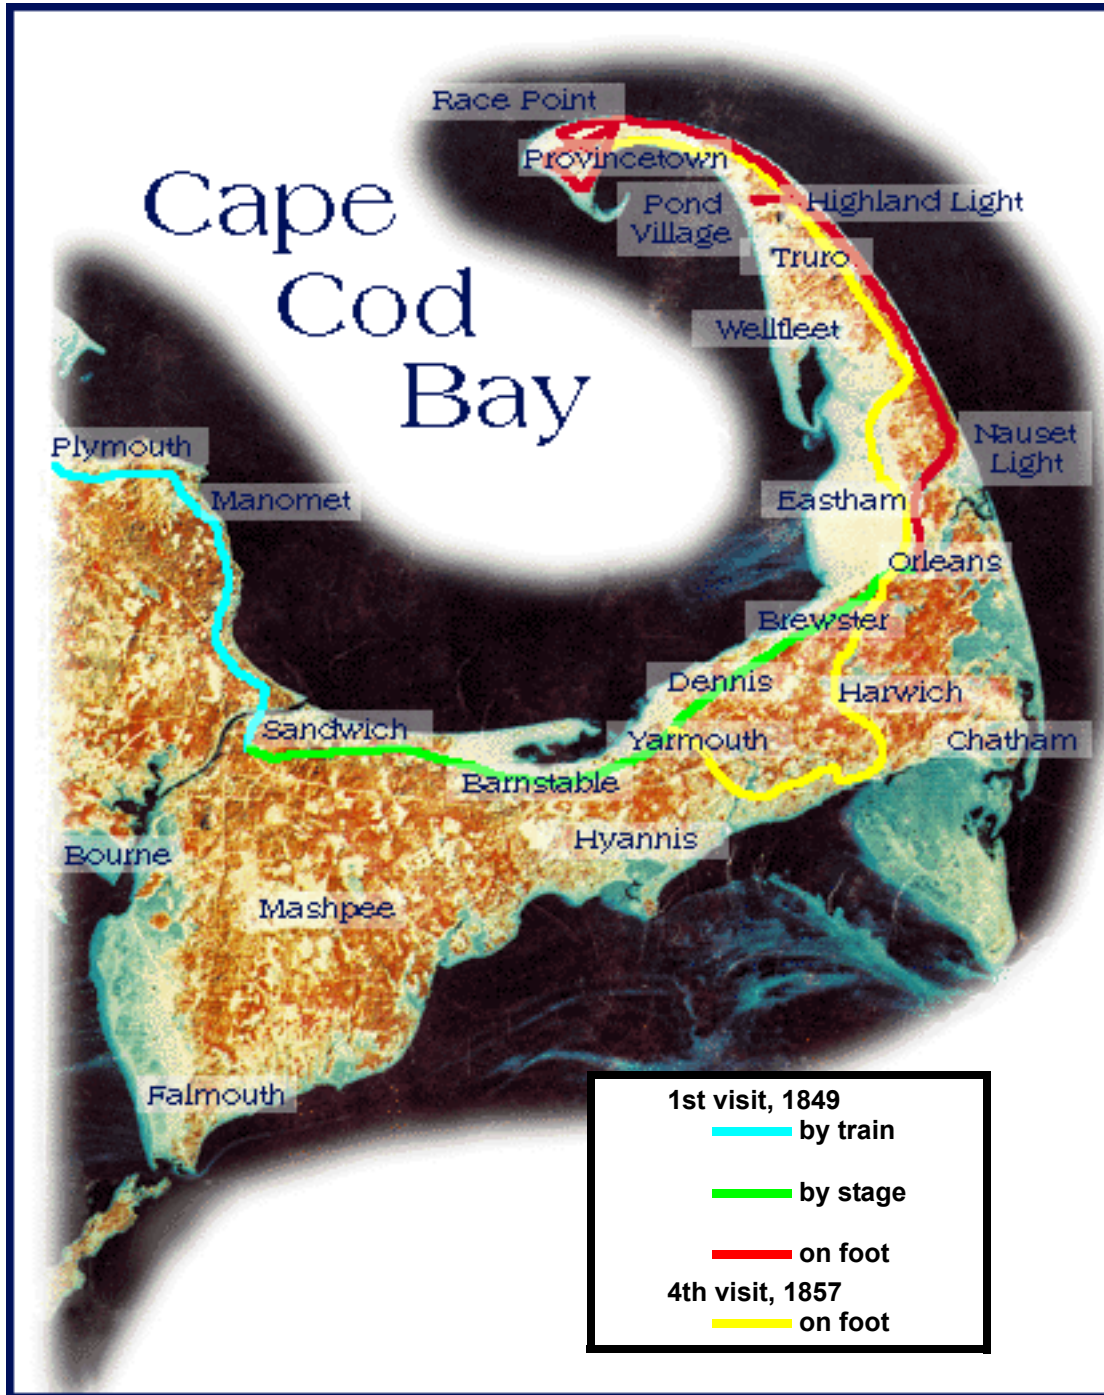 Race Point
Provincetown
Cape
Cod
Bay
Pond
Village
Highland Light
Truro
Wellfleet
Plymouth
Manomet
Nauset
Light
Eastham
Orleans
Brewster
Dennis
Harwich
Sandwich
Yarmouth
Chatham
Barnstable
Hyannis
Bourne
Mashpee
Falmouth
1st visit, 1849
by train
by stage
on foot
4th visit, 1857
on foot